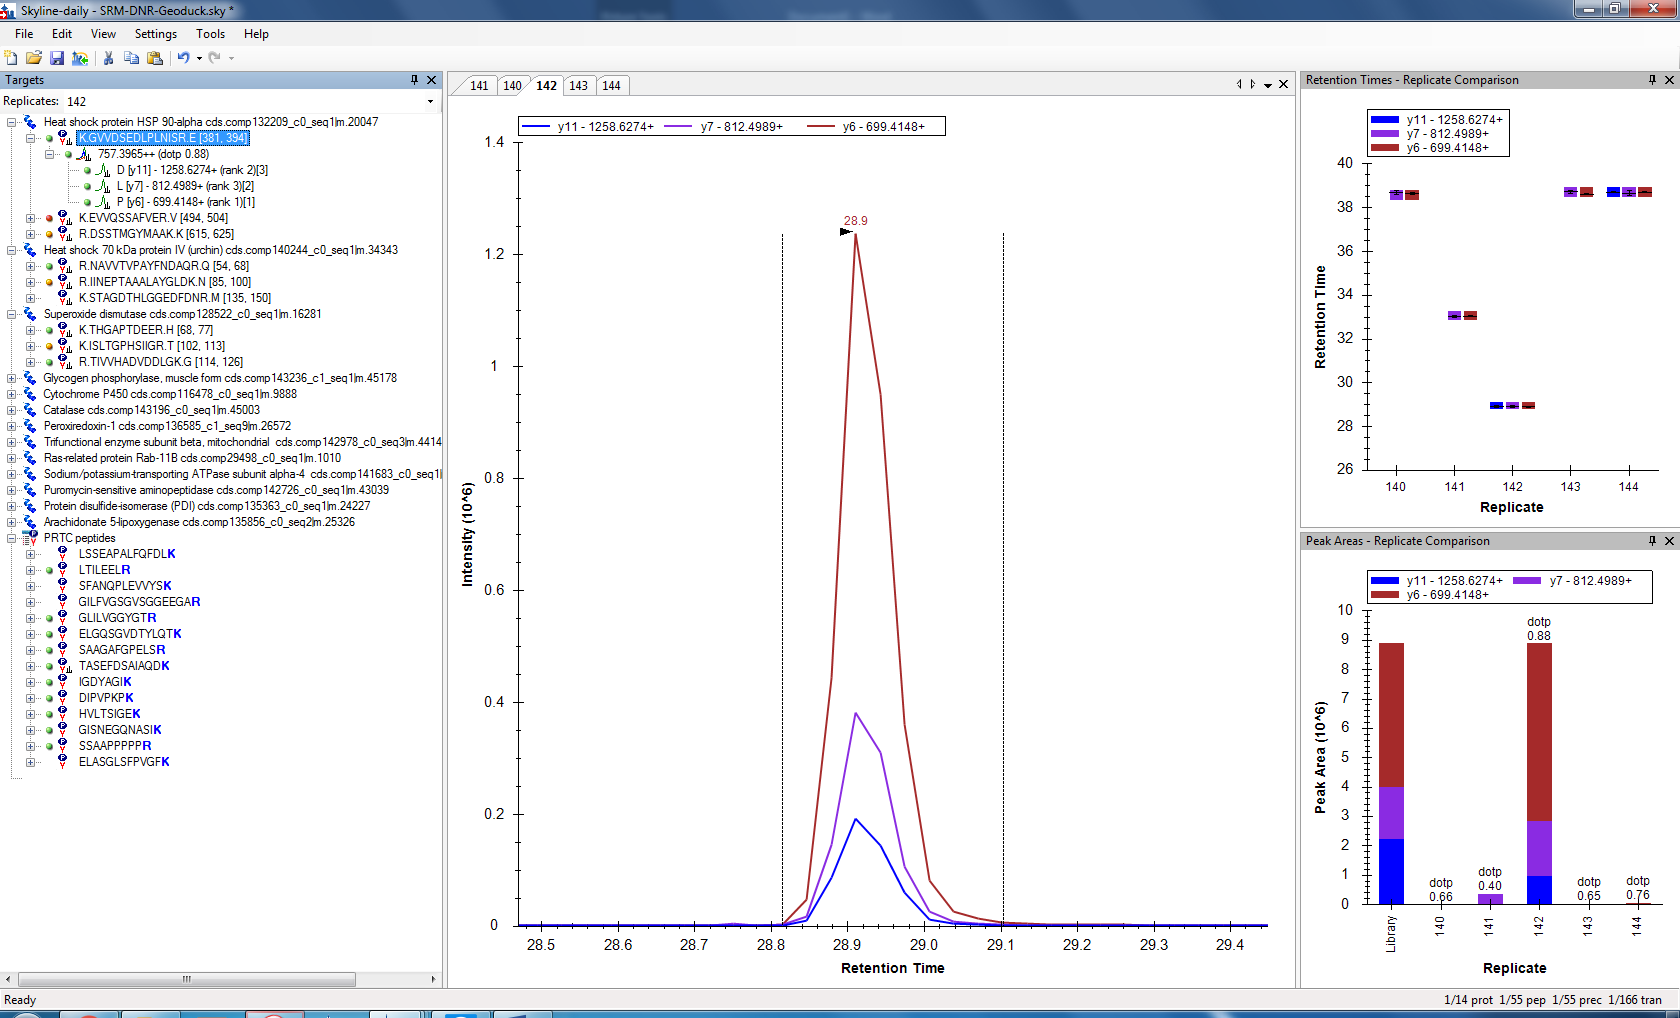 Skyline-daily - SRM-DNR-Geoduck.sky *
File Edit View Settings Tools Help
Targets
Replicates: 142
Heat shock protein HSP 90-alpha cds.comp132209_c0_seq1|m.20047
K.GVVDSEDLPLNISR.E [381, 394]
757.3965++ (dotp 0.88)
D [y11] - 1258.6274+ (rank 2)[3]
L [y7] - 812.4989+ (rank 3)[2]
P [y6] - 699.4148+ (rank 1)[1]
K.EVVQSSAFVER.V [494, 504]
R.DSSTMGYMAAK.K [615, 625]
Heat shock 70 kDa protein IV (urchin) cds.comp140244_c0_seq1|m.34343
R.NAVVTVPAYFNDAQR.Q [54, 68]
R.IINEPTAAALAYGLDK.N [85, 100]
K.STAGDTHLGGEDFDNR.M [135, 150]
Superoxide dismutase cds.comp128522_c0_seq1|m.16281
K.THGAPTDEER.H [68, 77]
K.ISLTGPHSIIGR.T [102, 113]
R.TIVVHADVDDLGK.G [114, 126]
Glycogen phosphorylase, muscle form cds.comp143236_c1_seq1|m.45178
Cytochrome P450 cds.comp116478_c0_seq1|m.9888
Catalase cds.comp143196_c0_seq1|m.45003
Peroxiredoxin-1 cds.comp136585_c1_seq9|m.26572
Trifunctional enzyme subunit beta, mitochondrial cds.comp142978_c0_seq3|m.4414
Ras-related protein Rab-11B cds.comp29498_c0_seq1|m.1010
Sodium/potassium-transporting ATPase subunit alpha-4 cds.comp141683_c0_seq1|
Puromycin-sensitive aminopeptidase cds.comp142726_c0_seq1|m.43039
Protein disulfide-isomerase (PDI) cds.comp135363_c0_seq1|m.24227
Arachidonate 5-lipoxygenase cds.comp135856_c0_seq2|m.25326
PRTC peptides
LSSEAPALFQFDLK
LTILEELR
SFANQPLEVVYSK
GILFVGSGVSGGEEGAR
GLILVGGYGTR
ELGQSGVDTYLQTK
SAAGAFGPELSR
TASEFDSAIAQDK
IGDYAGIK
DIPVPKPK
HVLTSIGEK
GISNEGQNASIK
SSAAPPPPPR
ELASGLSFPVGFK
141 140 142 143 144
y11 - 1258.6274+ y7 - 812.4989+ y6 - 699.4148+
28.9
1.4
1.2
1
0.8
0.6
0.4
0.2
0
Intensity (10^6)
28.5 28.6 28.7 28.8 28.9 29.0 29.1 29.2 29.3 29.4
Retention Time
Retention Times - Replicate Comparison
y11 - 1258.6274+
y7 - 812.4989+
y6 - 699.4148+
40
38
36
34
32
30
28
26
Retention Time
140 141 142 143 144
Replicate
Peak Areas - Replicate Comparison
y11 - 1258.6274+ y7 - 812.4989+
y6 - 699.4148+
10
9
8
7
6
5
4
3
2
1
0
Peak Area (10^6)
dotp
0.66
dotp
0.40
dotp
0.88
dotp
0.65
dotp
0.76
Library 140 141 142 143 144
Replicate
Ready
1/14 prot 1/55 pep 1/55 prec 1/166 tran